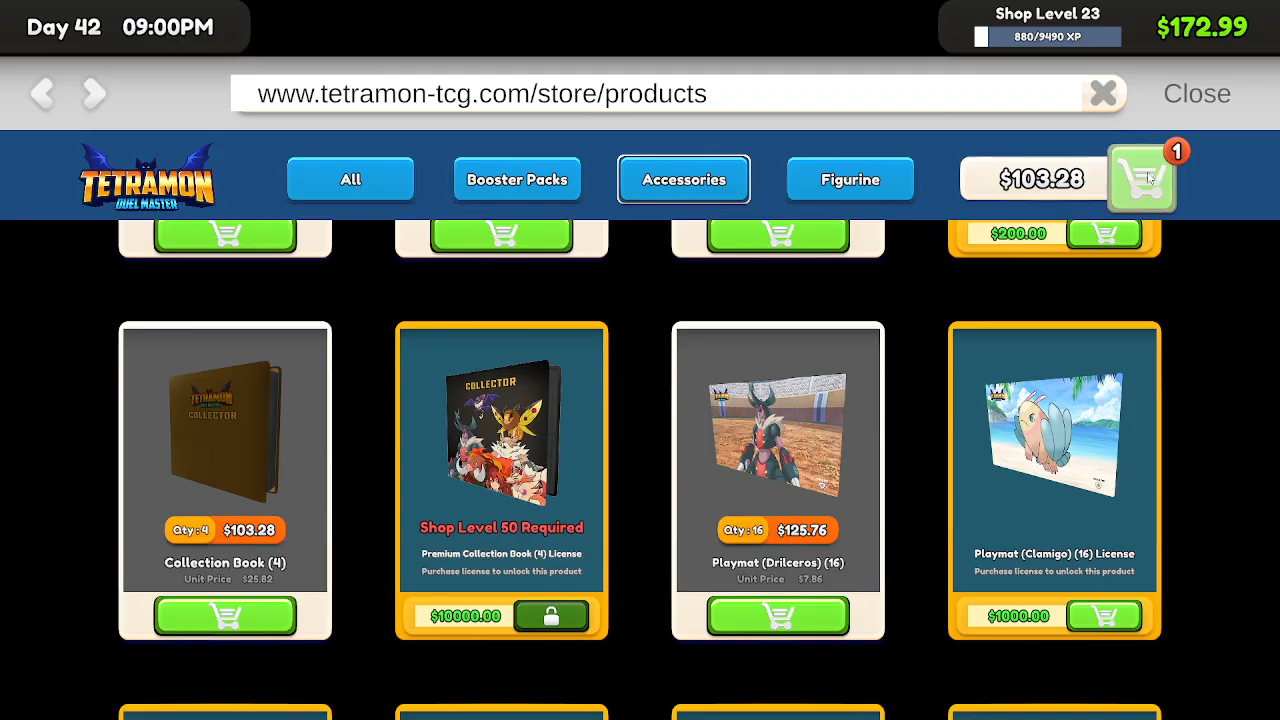 Day 42 09:00PM
Shop Level 23
880/9490 XP
$172.99
www.tetramon-tcg.com/store/products
Close
TETRAMON
DUEL MASTER
All
Booster Packs
Accessories
Figurine
$103.28
1
$200.00
TETRAMON
COLLECTOR
Qty : 4 $103.28
Collection Book (4)
Unit Price $25.82
COLLECTOR
Shop Level 50 Required
Premium Collection Book (4) License
Purchase license to unlock this product
$10000.00
Qty : 16 $125.76
Playmat (Drilceros) (16)
Unit Price $7.86
Playmat (Clamigo) (16) License
Purchase license to unlock this product
$1000.00